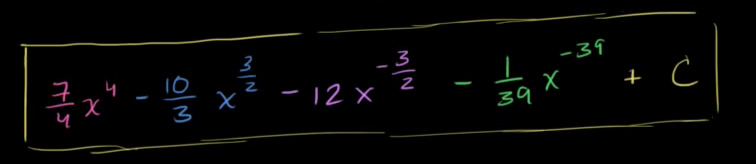 7/4 x^4 - 10/3 x^(3/2) - 12 x^(-3/2) - 1/39 x^(-39) + C